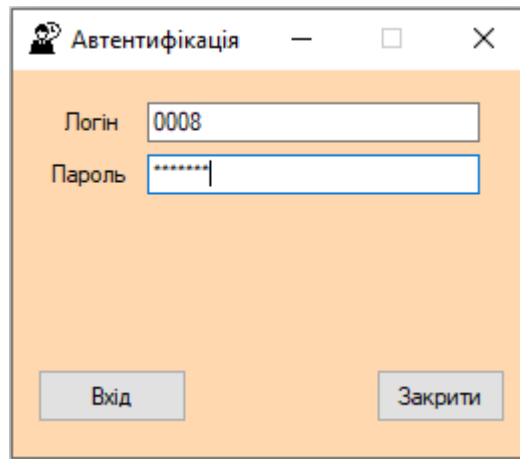 Автентифікація
Логін 0008
Пароль *******
Вхід Закрити